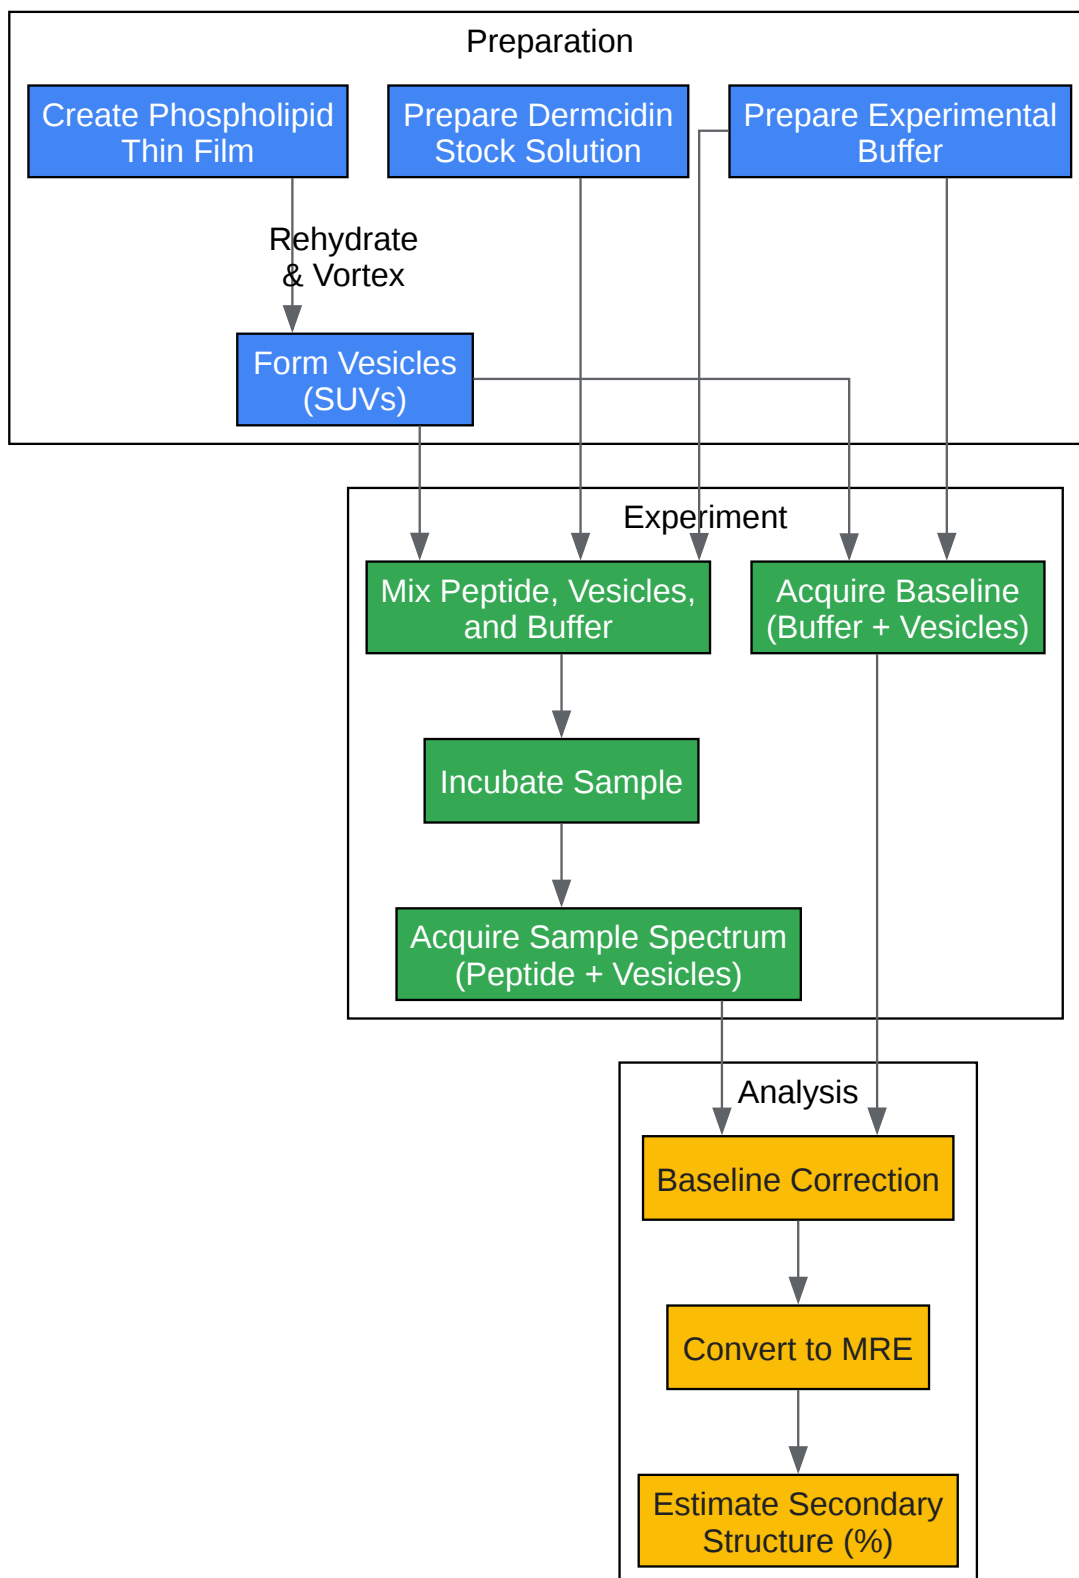 Preparation
Create Phospholipid
Thin Film
Prepare Dermcidin
Stock Solution
Prepare Experimental
Buffer
Rehydrate
& Vortex
Form Vesicles
(SUVs)
Experiment
Mix Peptide, Vesicles,
and Buffer
Acquire Baseline
(Buffer + Vesicles)
Incubate Sample
Acquire Sample Spectrum
(Peptide + Vesicles)
Analysis
Baseline Correction
Convert to MRE
Estimate Secondary
Structure (%)